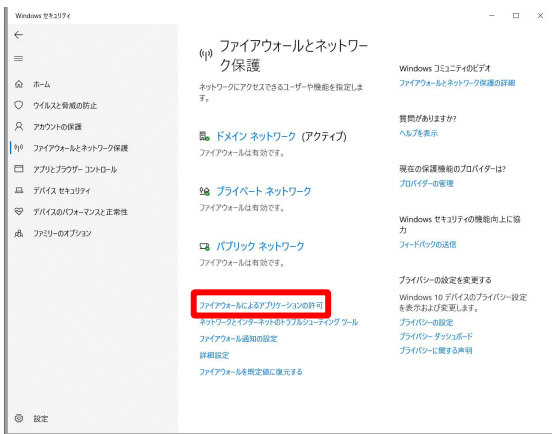 Windows セキュリティ
ホーム
ウイルスと脅威の防止
アカウントの保護
ファイアウォールとネットワーク保護
アプリとブラウザー コントロール
デバイス セキュリティ
デバイスのパフォーマンスと正常性
ファミリーのオプション
設定
ファイアウォールとネットワー
ク保護
ネットワークにアクセスできるユーザーや機能を指定しま
す。
ドメイン ネットワーク (アクティブ)
ファイアウォールは有効です。
プライベート ネットワーク
ファイアウォールは有効です。
パブリック ネットワーク
ファイアウォールは有効です。
ファイアウォールによるアプリケーションの許可
ネットワークとインターネットのトラブルシューティング ツール
ファイアウォール通知の設定
詳細設定
ファイアウォールを既定値に復元する
Windows コミュニティのビデオ
ファイアウォールとネットワーク保護の詳細
質問がありますか?
ヘルプを表示
現在の保護機能のプロバイダーは?
プロバイダーの管理
Windows セキュリティの機能向上に協
力
フィードバックの送信
プライバシーの設定を変更する
Windows 10 デバイスのプライバシー設定
を表示および変更します。
プライバシーの設定
プライバシー ダッシュボード
プライバシーに関する声明